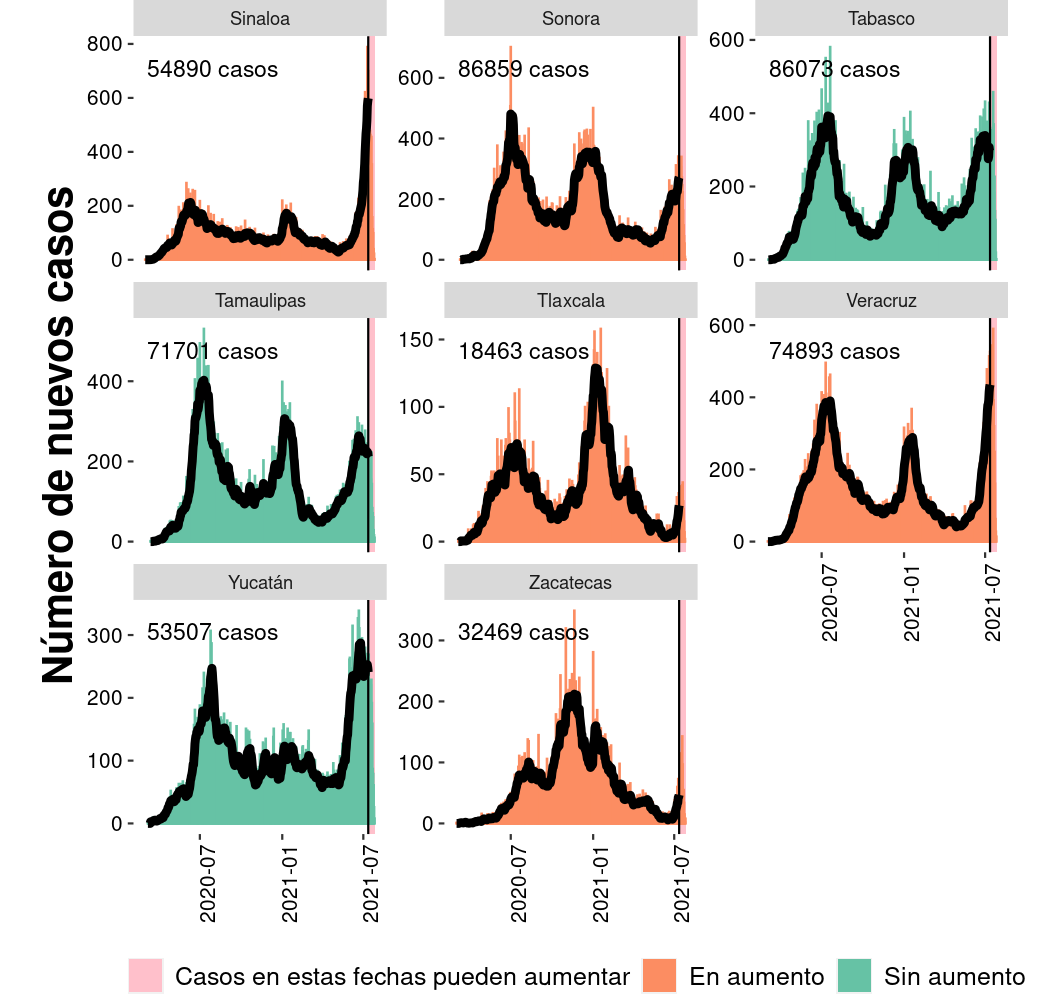 Número de nuevos casos
Sinaloa
800
600
400
200
0
54890 casos
Sonora
600
400
200
0
86859 casos
Tabasco
600
400
200
0
86073 casos
Tamaulipas
400
200
0
71701 casos
Tlaxcala
150
100
50
0
18463 casos
Veracruz
600
400
200
0
74893 casos
2020-07
2021-01
2021-07
Yucatán
300
200
100
0
53507 casos
2020-07
2021-01
2021-07
Zacatecas
300
200
100
0
32469 casos
2020-07
2021-01
2021-07
Casos en estas fechas pueden aumentar
En aumento
Sin aumento